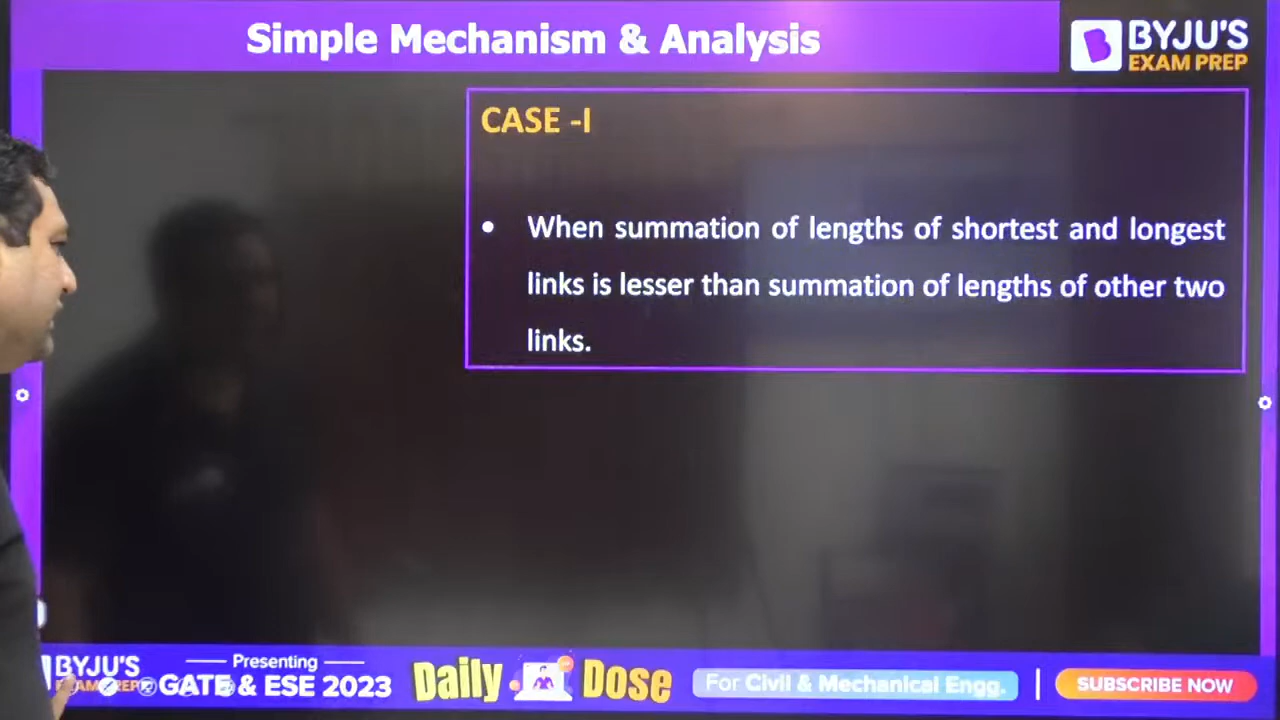 Simple Mechanism & Analysis
BYJU'S
EXAM PREP
CASE -I
• When summation of lengths of shortest and longest
links is lesser than summation of lengths of other two
links.
BYJU'S
EXAM PREP
Presenting
GATE & ESE 2023
Daily Dose
For Civil & Mechanical Engg.
SUBSCRIBE NOW